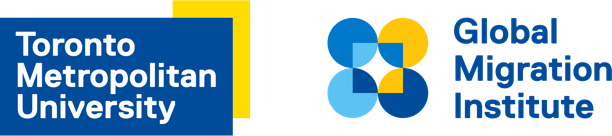 Toronto
Metropolitan
University
Global
Migration
Institute